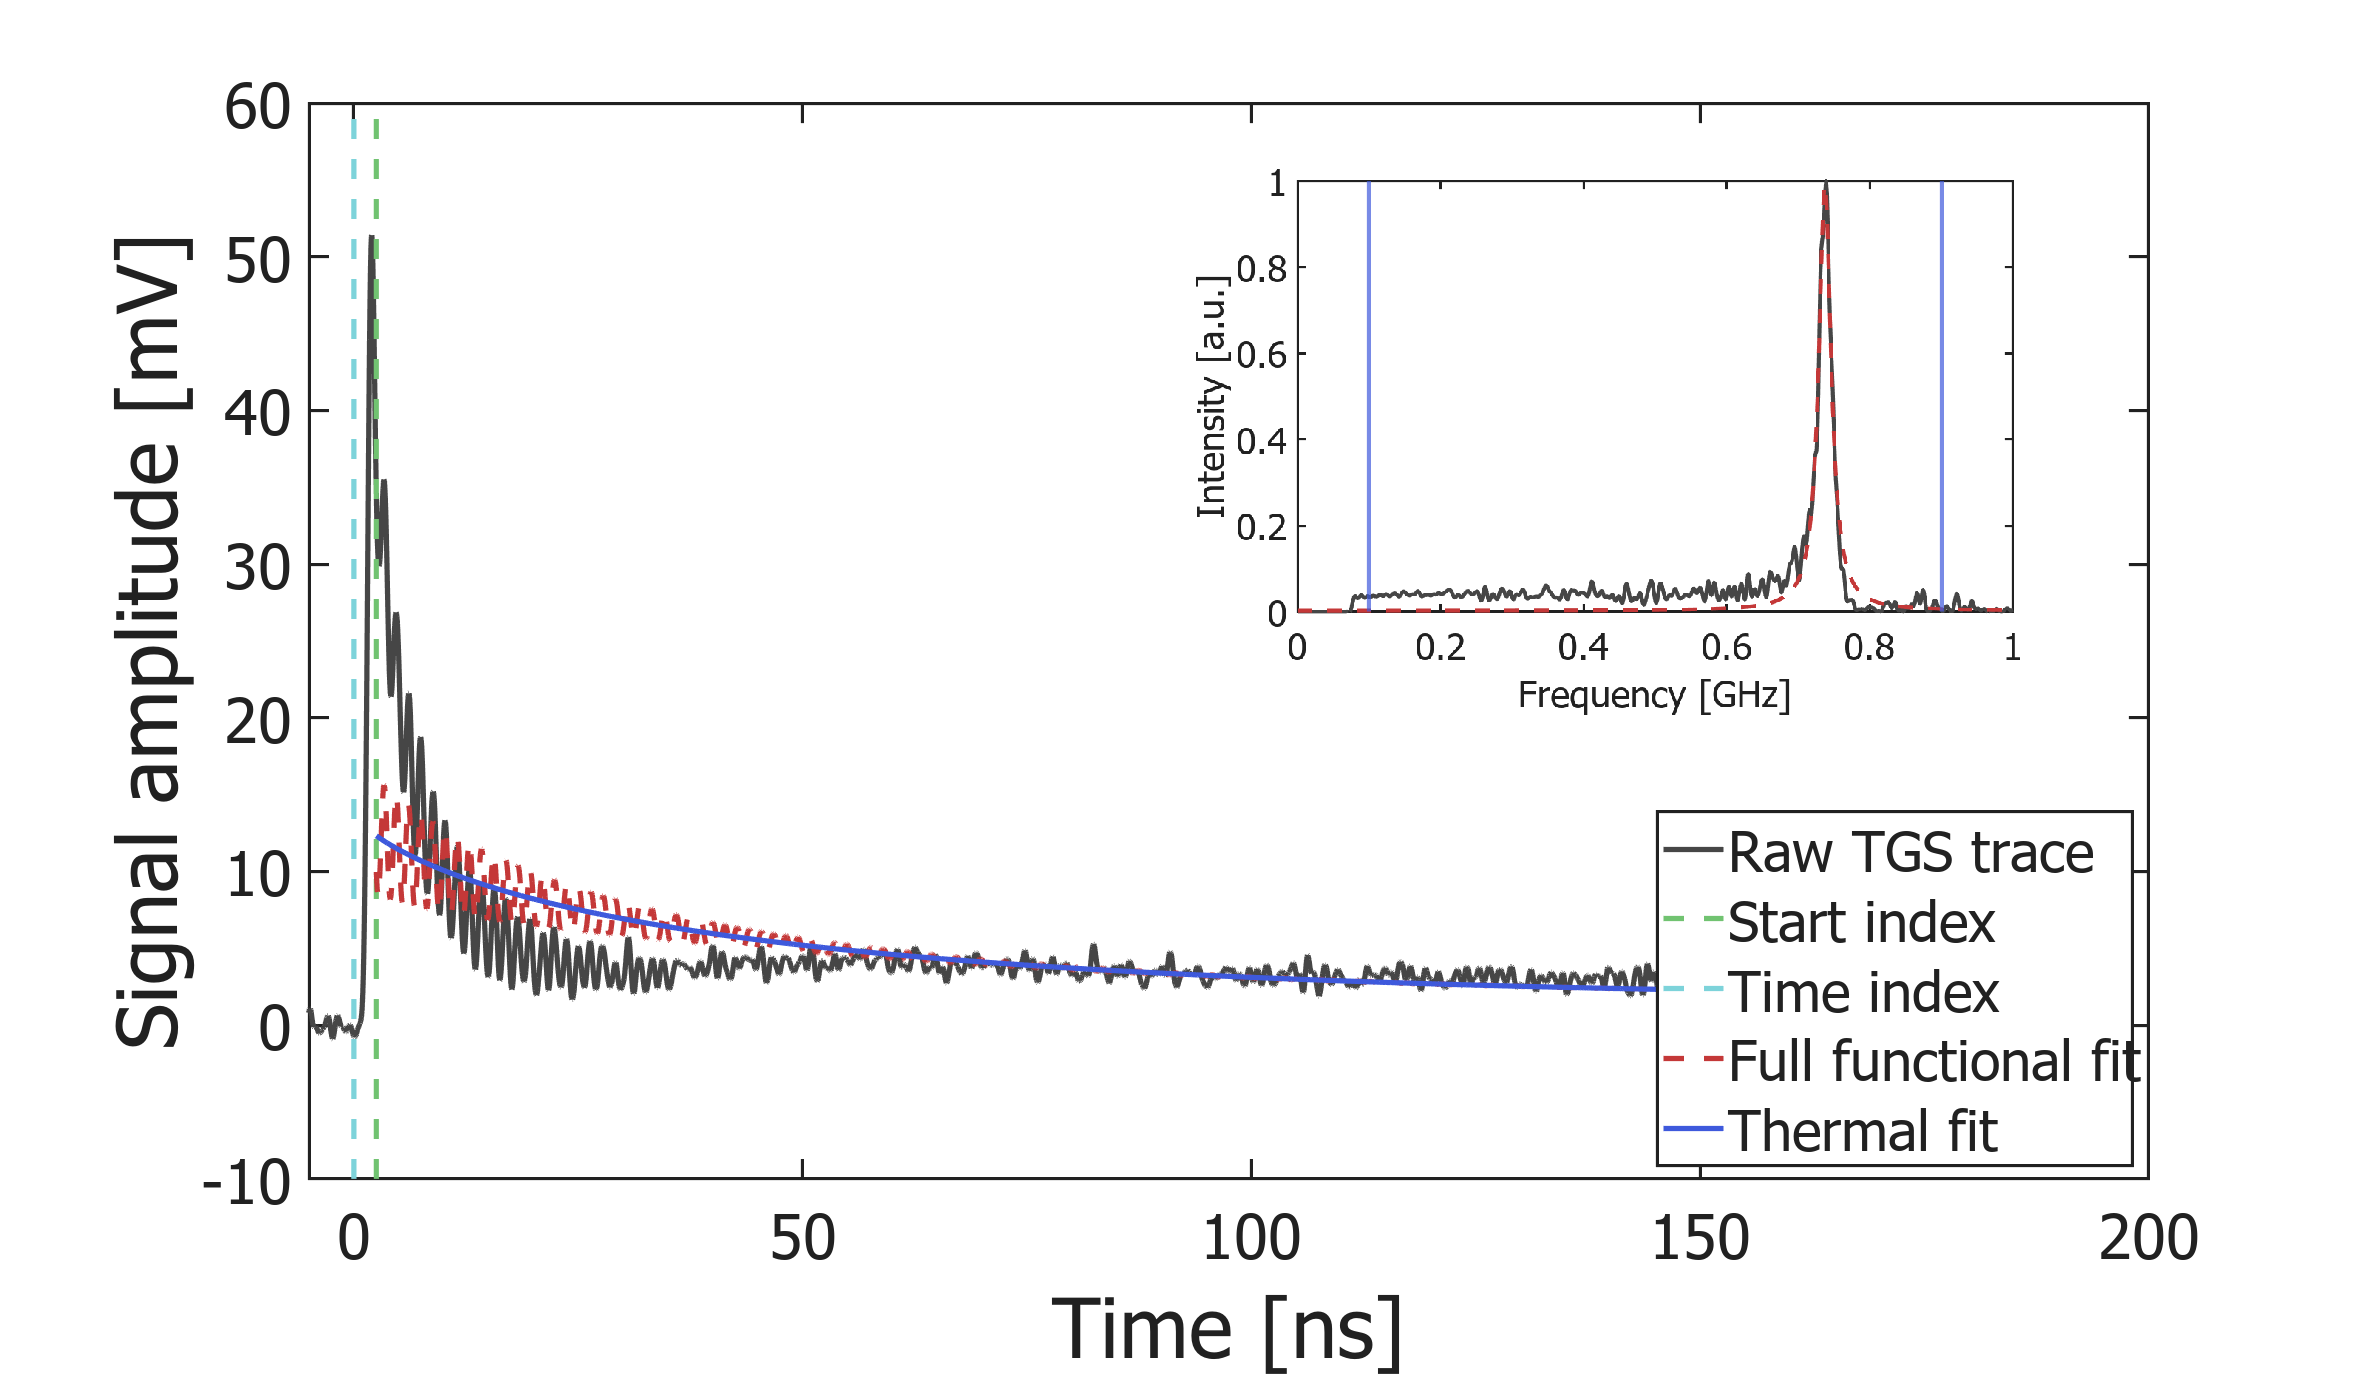 60
50
40
30
20
10
0
-10
Signal amplitude [mV]
0 50 100 150 200
Time [ns]
1
0.8
0.6
0.4
0.2
0
Intensity [a.u.]
0 0.2 0.4 0.6 0.8 1
Frequency [GHz]
Raw TGS trace
Start index
Time index
Full functional fit
Thermal fit